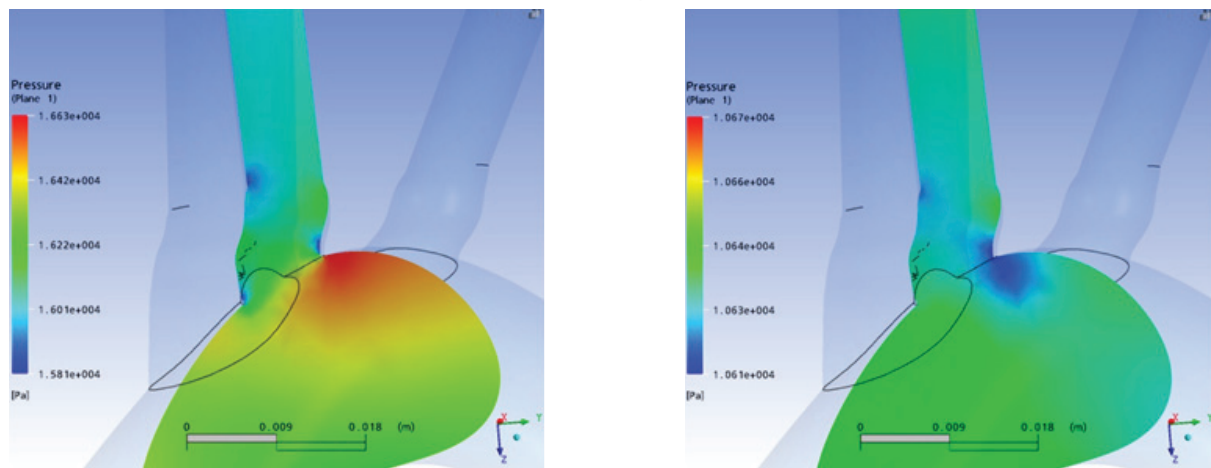 Pressure
(Plane 1)
1.663e+004
1.642e+004
1.622e+004
1.601e+004
1.581e+004
[Pa]
0 0.009 0.018 (m)
X
Y
Z
Pressure
(Plane 1)
1.067e+004
1.066e+004
1.064e+004
1.063e+004
1.061e+004
[Pa]
0 0.009 0.018 (m)
X
Y
Z